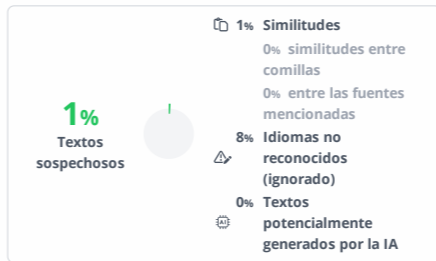 1%
Textos
sospechosos
1% Similitudes
0% similitudes entre
comillas
0% entre las fuentes
mencionadas
8% Idiomas no
reconocidos
(ignorado)
0% Textos
potencialmente
generados por la IA
AI